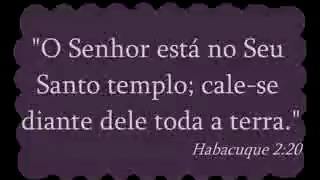 "O Senhor está no Seu
Santo templo; cale-se
diante dele toda a terra."
Habacuque 2:20